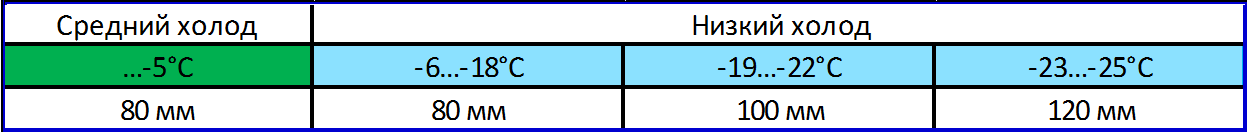 Средний холод Низкий холод
...-5°C -6...-18°C -19...-22°C -23...-25°C
80 мм 80 мм 100 мм 120 мм